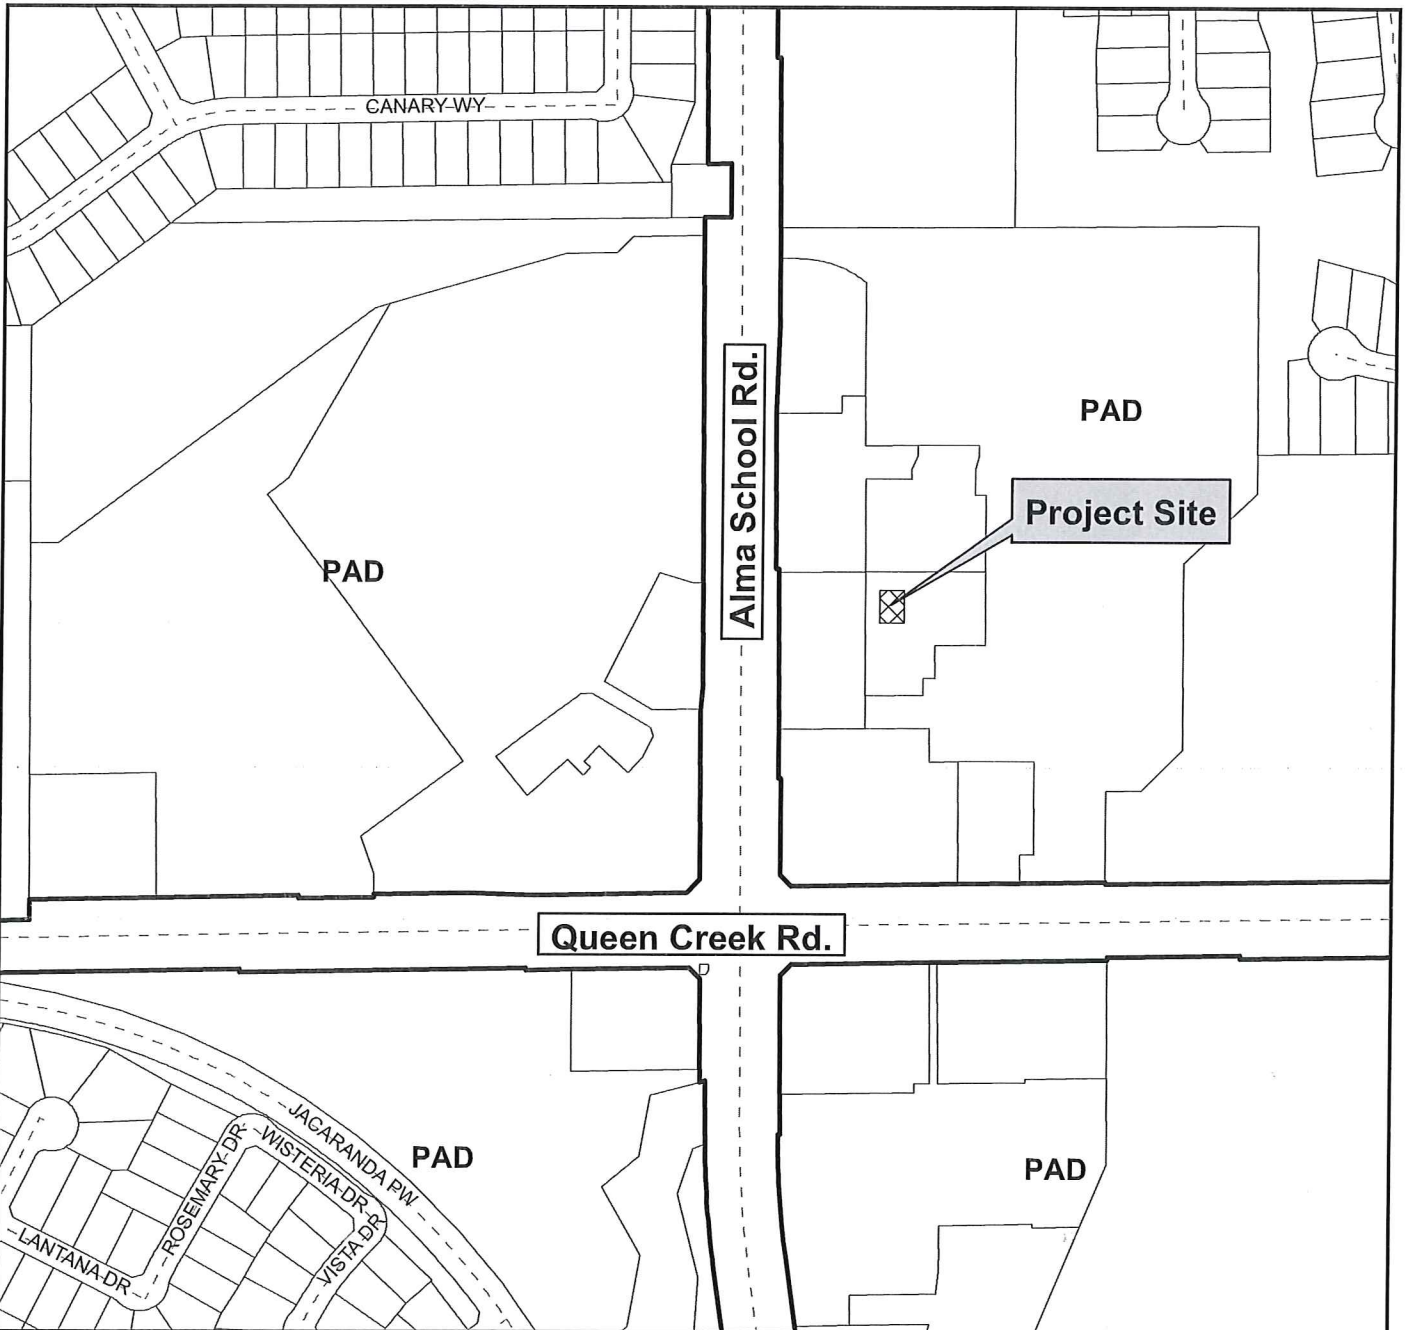 CANARY WY
Alma School Rd.
PAD
Project Site
PAD
Queen Creek Rd.
JACARANDA PW
WISTERIA DR
ROSEMARY DR
VISTA DR
LANTANA DR
PAD
PAD